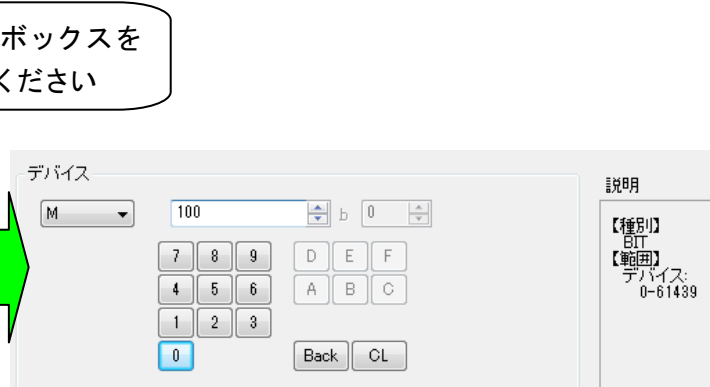 ボックスを
ください
デバイス
M 100 b 0
7 8 9 D E F
4 5 6 A B C
1 2 3
0 Back CL
説明
【種別】
BIT
【範囲】
デバイス:
0-61439